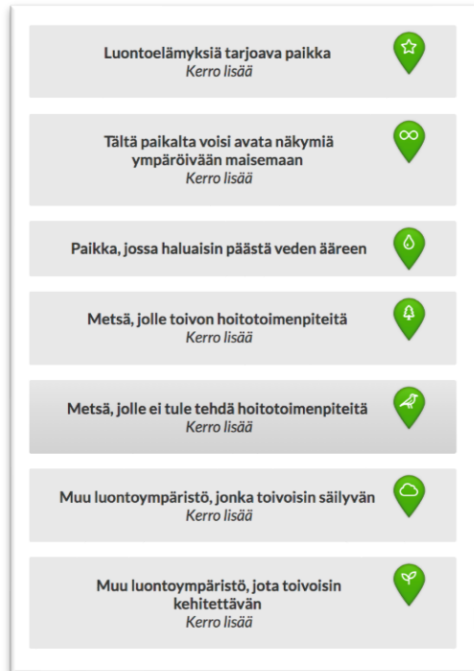 Luontoelämyksiä tarjoava paikka
Kerro lisää
Tältä paikalta voisi avata näkymiä
ympäröivään maisemaan
Kerro lisää
Paikka, jossa haluaisin päästä veden ääreen
Metsä, jolle toivon hoitotoimenpiteitä
Kerro lisää
Metsä, jolle ei tule tehdä hoitotoimenpiteitä
Kerro lisää
Muu luontoympäristö, jonka toivoisin säilyvän
Kerro lisää
Muu luontoympäristö, jota toivoisin
kehitettävän
Kerro lisää